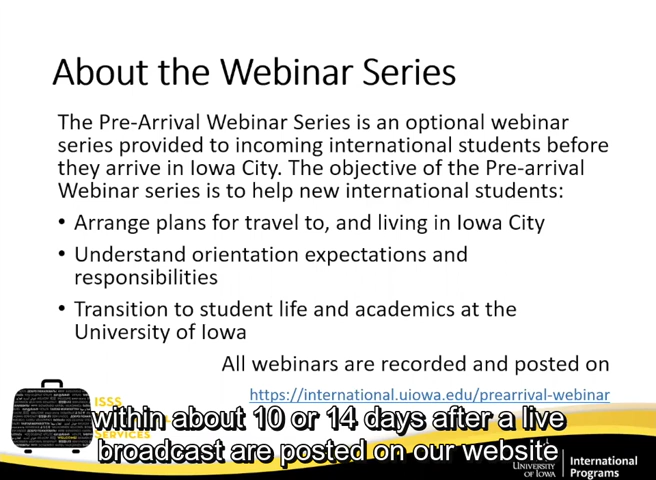 About the Webinar Series
The Pre-Arrival Webinar Series is an optional webinar
series provided to incoming international students before
they arrive in Iowa City. The objective of the Pre-arrival
Webinar series is to help new international students:
• Arrange plans for travel to, and living in Iowa City
• Understand orientation expectations and
responsibilities
• Transition to student life and academics at the
University of Iowa
All webinars are recorded and posted on
https://international.uiowa.edu/prearrival-webinar
ISSS
SERVICES
within about 10 or 14 days after a live
broadcast are posted on our website
UNIVERSITY
OF IOWA
International
Programs